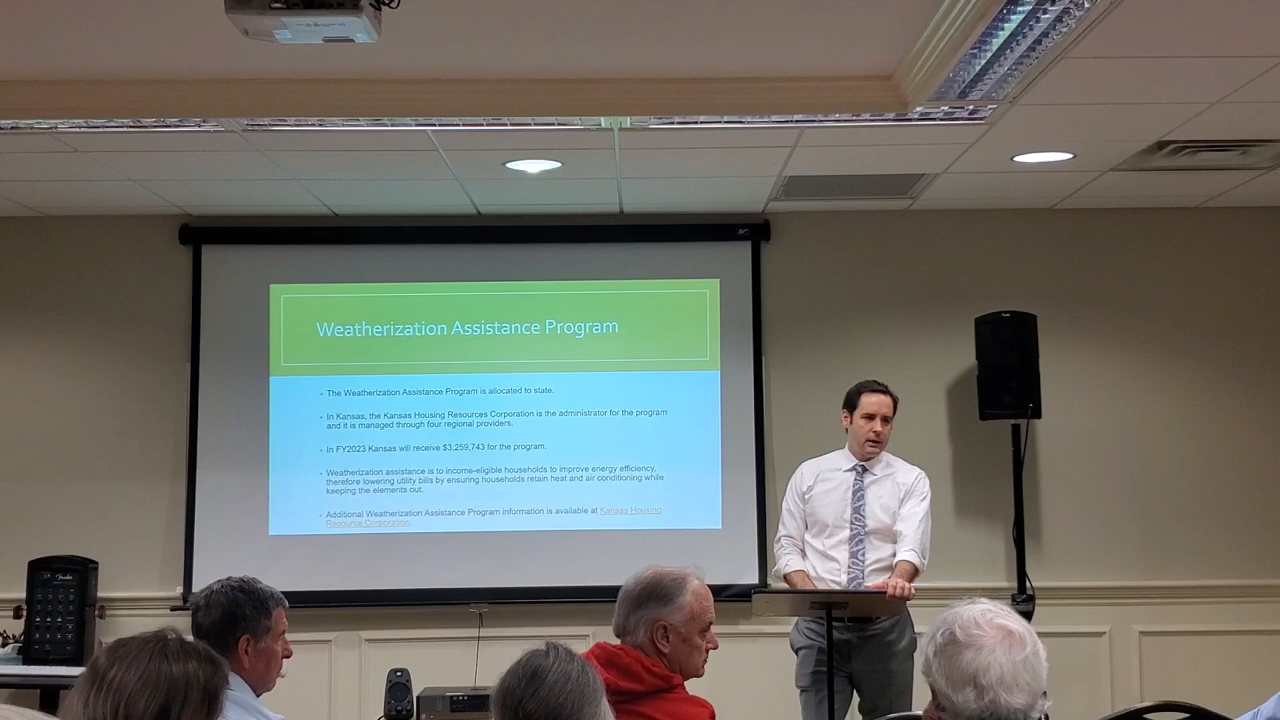 Weatherization Assistance Program
The Weatherization Assistance Program is allocated to state.
In Kansas, the Kansas Housing Resources Corporation is the administrator for the program
and it is managed through four regional providers.
In FY2023 Kansas will receive $3,259,743 for the program.
Weatherization assistance is to income-eligible households to improve energy efficiency,
therefore lowering utility bills by ensuring households retain heat and air conditioning while
keeping the elements out.
Additional Weatherization Assistance Program information is available at Kansas Housing
Resource Corporation.
Fender
Fender